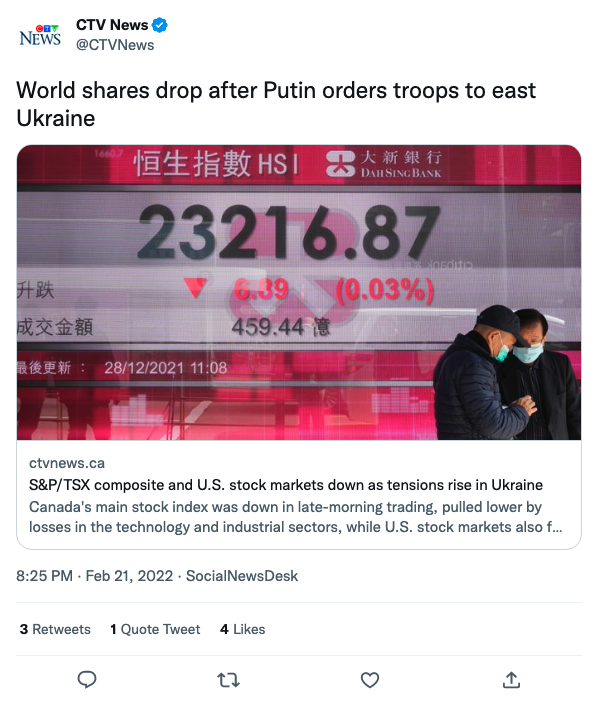 CTV News
@CTVNews
CTV
NEWS
World shares drop after Putin orders troops to east
Ukraine
1660.7 恒生指數 HSI 大新銀行
DAH SING BANK
23216.87
citibank
升跌 ▼ 6.89 (0.03%)
成交金額 459.44 億
最後更新 : 28/12/2021 11:08
ctvnews.ca
S&P/TSX composite and U.S. stock markets down as tensions rise in Ukraine
Canada's main stock index was down in late-morning trading, pulled lower by
losses in the technology and industrial sectors, while U.S. stock markets also f...
8:25 PM · Feb 21, 2022 · SocialNewsDesk
3 Retweets 1 Quote Tweet 4 Likes